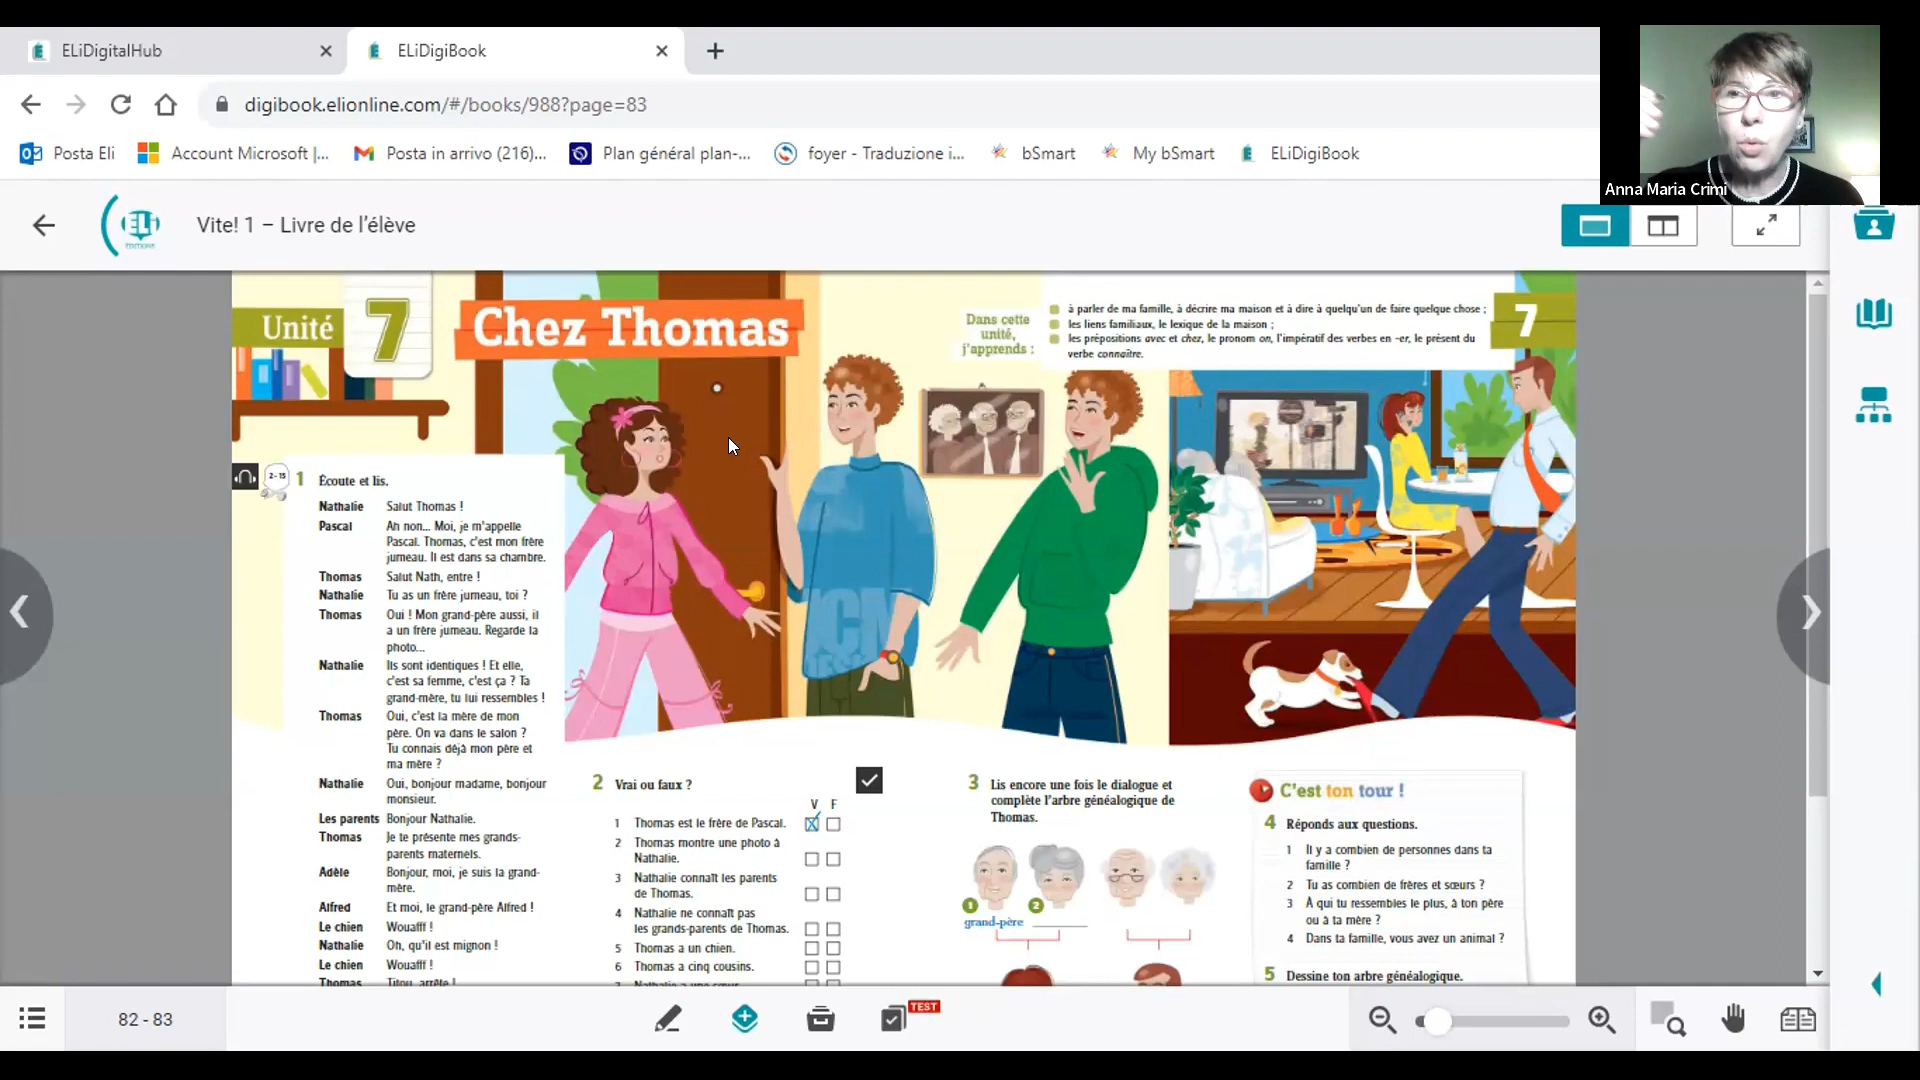 ELiDigitalHub
ELiDigiBook
digibook.elionline.com/#/books/988?page=83
Posta Eli
Account Microsoft |...
Posta in arrivo (216)...
Plan général plan-...
foyer - Traduzione i...
bSmart
My bSmart
ELiDigiBook
Anna Maria Crimi
ELi
Vite! 1 – Livre de l'élève
Unité 7
Chez Thomas
Dans cette
unité,
j'apprends :
à parler de ma famille, à décrire ma maison et à dire à quelqu'un de faire quelque chose ;
les liens familiaux, le lexique de la maison ;
les prépositions avec et chez, le pronom on, l'impératif des verbes en -er, le présent du
verbe connaître.
7
2-15
1 Écoute et lis.
Nathalie Salut Thomas !
Pascal Ah non... Moi, je m'appelle
Pascal. Thomas, c'est mon frère
jumeau. Il est dans sa chambre.
Thomas Salut Nath, entre !
Nathalie Tu as un frère jumeau, toi ?
Thomas Oui ! Mon grand-père aussi, il
a un frère jumeau. Regarde la
photo...
Nathalie Ils sont identiques ! Et elle,
c'est sa femme, c'est ça ? Ta
grand-mère, tu lui ressembles !
Thomas Oui, c'est la mère de mon
père. On va dans le salon ?
Tu connais déjà mon père et
ma mère ?
Nathalie Oui, bonjour madame, bonjour
monsieur.
Les parents Bonjour Nathalie.
Thomas Je te présente mes grands-
parents maternels.
Adèle Bonjour, moi, je suis la grand-
mère.
Alfred Et moi, le grand-père Alfred !
Le chien Wouafff !
Nathalie Oh, qu'il est mignon !
Le chien Wouafff !
Thomas Titou, arrête !
2 Vrai ou faux ?
V F
1 Thomas est le frère de Pascal.
2 Thomas montre une photo à
Nathalie.
3 Nathalie connaît les parents
de Thomas.
4 Nathalie ne connaît pas
les grands-parents de Thomas.
5 Thomas a un chien.
6 Thomas a cinq cousins.
3 Lis encore une fois le dialogue et
complète l'arbre généalogique de
Thomas.
1
2
grand-père
C'est ton tour !
4 Réponds aux questions.
1 Il y a combien de personnes dans ta
famille ?
2 Tu as combien de frères et sœurs ?
3 À qui tu ressembles le plus, à ton père
ou à ta mère ?
4 Dans ta famille, vous avez un animal ?
5 Dessine ton arbre généalogique.
82 - 83
TEST